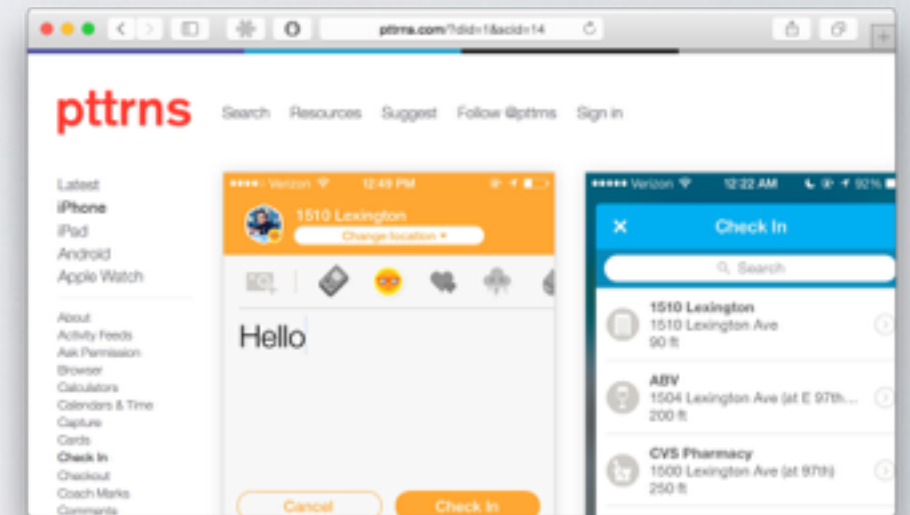 pttrns.com/?did=1&acid=14
pttrns
Search Resources Suggest Follow @pttrns Sign in
Latest
iPhone
iPad
Android
Apple Watch
About
Activity Feeds
Ask Permission
Browser
Calculators
Calendars & Time
Capture
Cards
Check In
Checkout
Coach Marks
Comments
Verizon 12:49 PM
1510 Lexington
Change location
Hello
Cancel Check In
Verizon 12:22 AM 92%
Check In
Search
1510 Lexington
1510 Lexington Ave
90 ft
ABV
1504 Lexington Ave (at E 97th...
200 ft
CVS Pharmacy
1500 Lexington Ave (at 97th)
250 ft